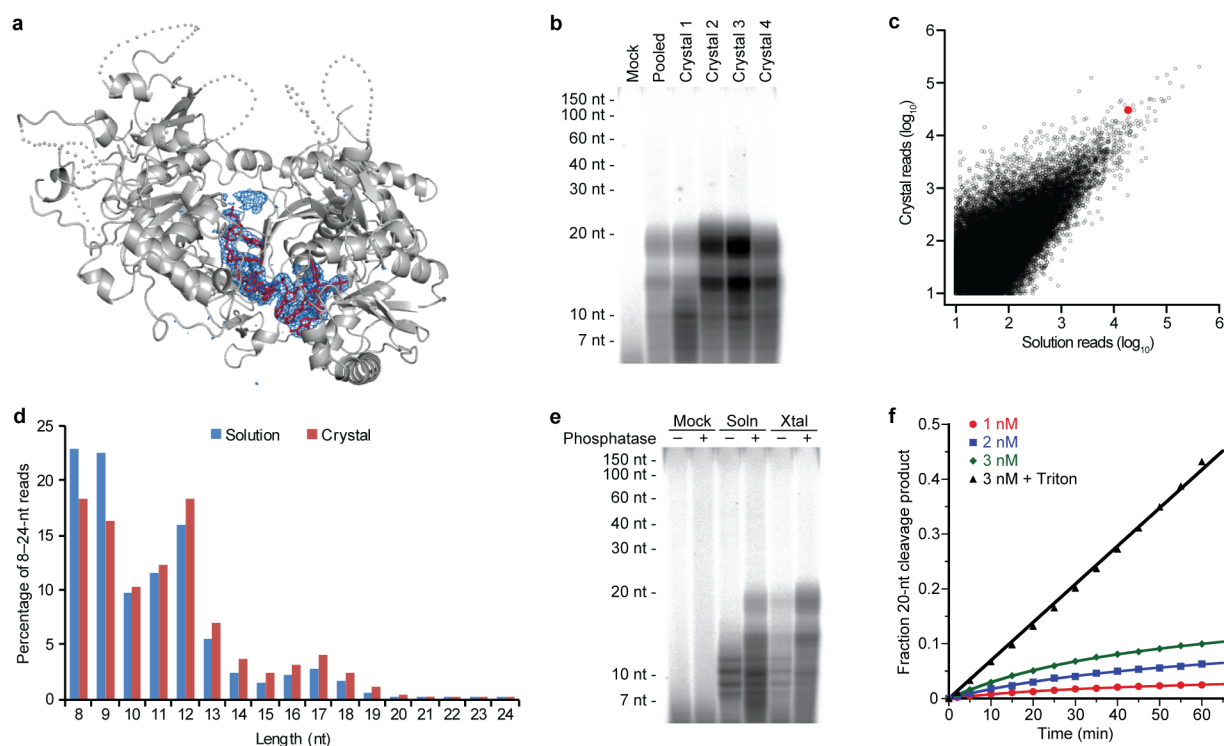 a
b
Mock
Pooled
Crystal 1
Crystal 2
Crystal 3
Crystal 4
150 nt -
100 nt -
60 nt -
40 nt -
30 nt -
20 nt -
10 nt -
7 nt -
c
Crystal reads (log10)
6
5
4
3
2
1
1 2 3 4 5 6
Solution reads (log10)
d
Solution Crystal
Percentage of 8–24-nt reads
25
20
15
10
5
0
8 9 10 11 12 13 14 15 16 17 18 19 20 21 22 23 24
Length (nt)
e
Mock Soln Xtal
Phosphatase − + − + − +
150 nt -
100 nt -
60 nt -
40 nt -
30 nt -
20 nt -
10 nt -
7 nt -
f
1 nM
2 nM
3 nM
3 nM + Triton
Fraction 20-nt cleavage product
0.5
0.4
0.3
0.2
0.1
0
0 10 20 30 40 50 60
Time (min)